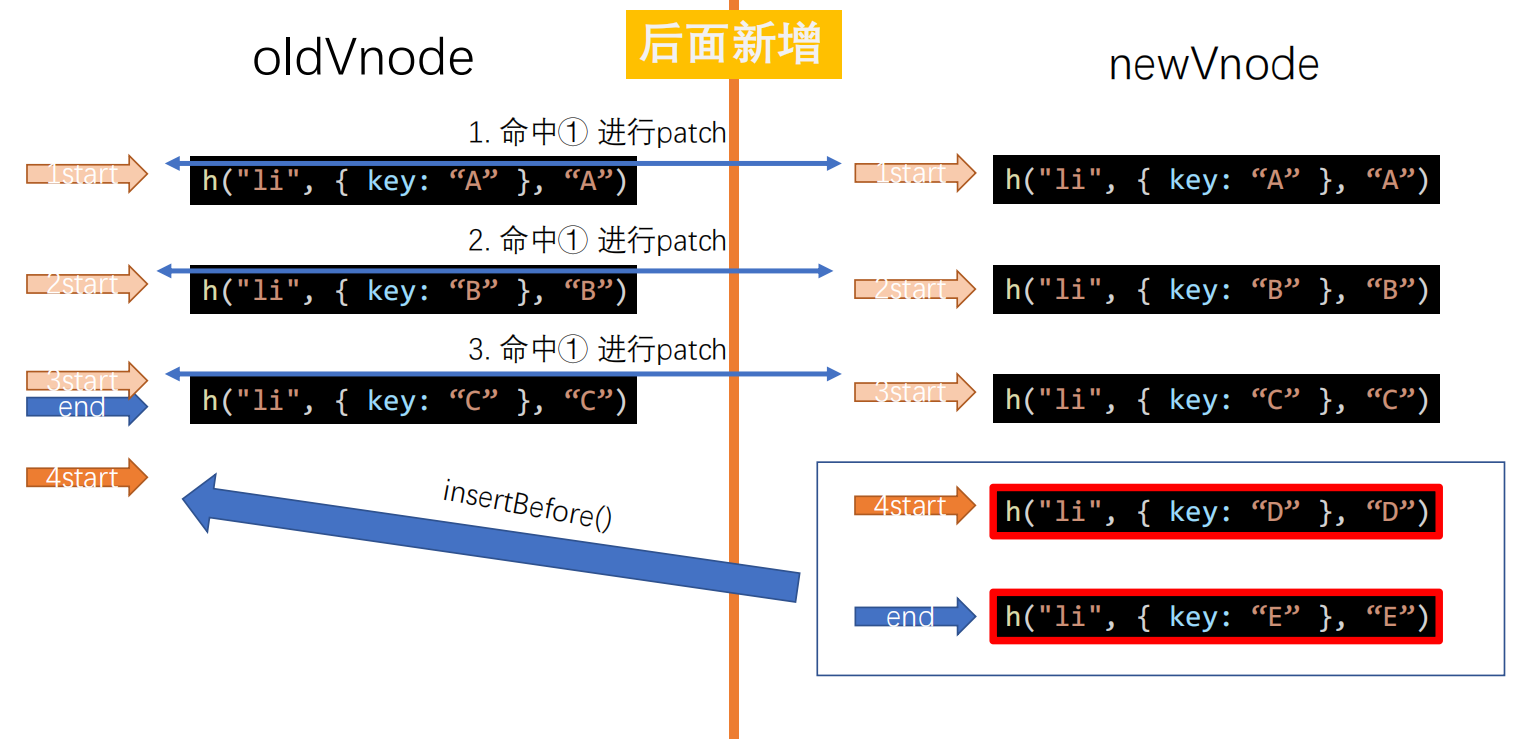 后面新增
oldVnode
newVnode
1. 命中① 进行patch
1start
h("li", { key: “A” }, “A”)
1start
h("li", { key: “A” }, “A”)
2. 命中① 进行patch
2start
h("li", { key: “B” }, “B”)
2start
h("li", { key: “B” }, “B”)
3. 命中① 进行patch
3start
end
h("li", { key: “C” }, “C”)
3start
h("li", { key: “C” }, “C”)
4start
insertBefore()
4start
h("li", { key: “D” }, “D”)
end
h("li", { key: “E” }, “E”)